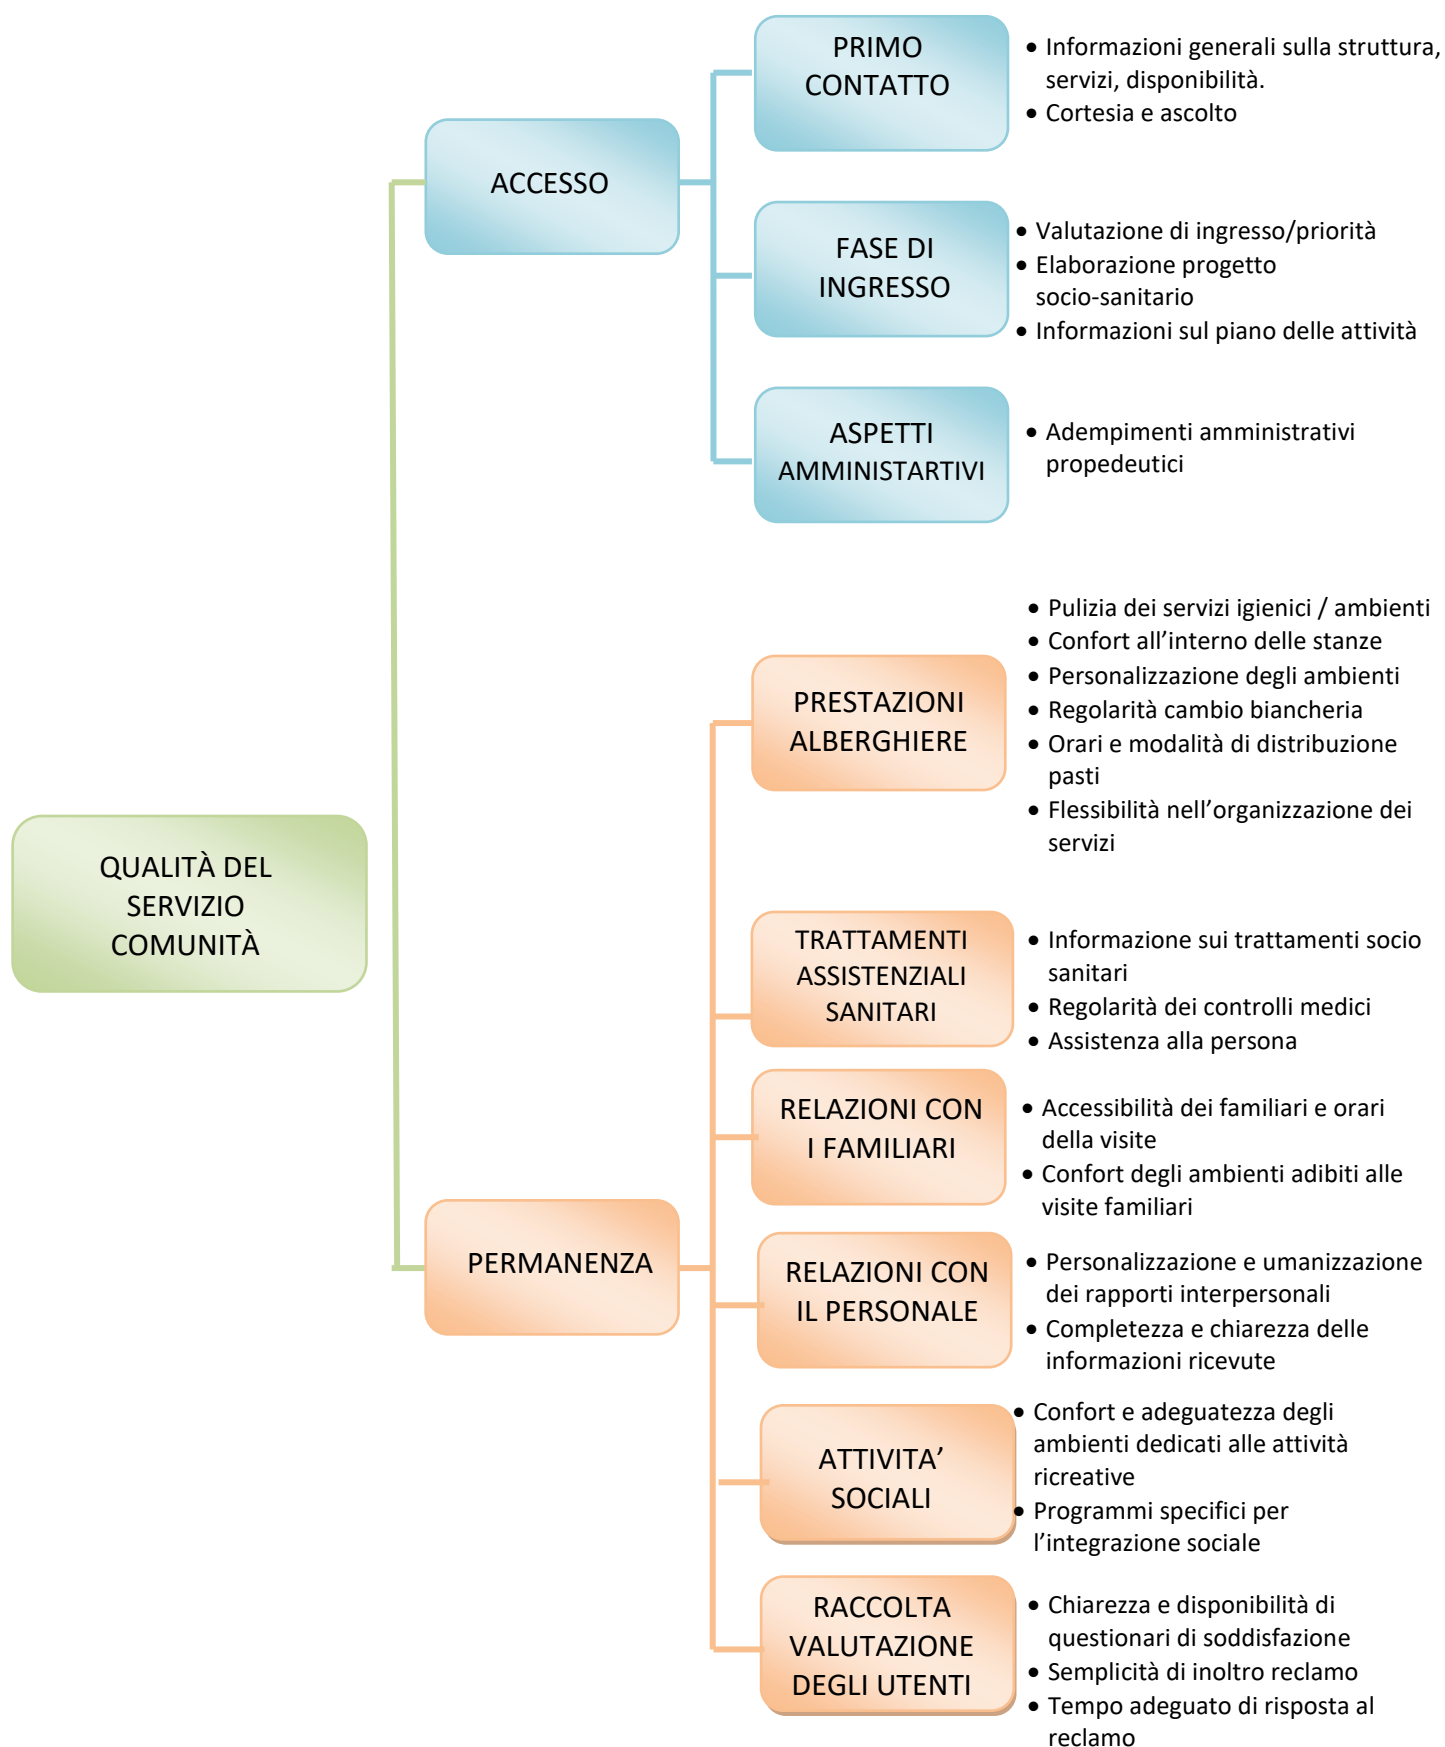 PRIMO
CONTATTO
• Informazioni generali sulla struttura,
servizi, disponibilità.
• Cortesia e ascolto
ACCESSO
FASE DI
INGRESSO
• Valutazione di ingresso/priorità
• Elaborazione progetto
socio-sanitario
• Informazioni sul piano delle attività
ASPETTI
AMMINISTARTIVI
• Adempimenti amministrativi
propedeutici
PRESTAZIONI
ALBERGHIERE
• Pulizia dei servizi igienici / ambienti
• Confort all’interno delle stanze
• Personalizzazione degli ambienti
• Regolarità cambio biancheria
• Orari e modalità di distribuzione
pasti
• Flessibilità nell’organizzazione dei
servizi
QUALITÀ DEL
SERVIZIO
COMUNITÀ
TRATTAMENTI
ASSISTENZIALI
SANITARI
• Informazione sui trattamenti socio
sanitari
• Regolarità dei controlli medici
• Assistenza alla persona
RELAZIONI CON
I FAMILIARI
• Accessibilità dei familiari e orari
della visite
• Confort degli ambienti adibiti alle
visite familiari
PERMANENZA
RELAZIONI CON
IL PERSONALE
• Personalizzazione e umanizzazione
dei rapporti interpersonali
• Completezza e chiarezza delle
informazioni ricevute
ATTIVITA’
SOCIALI
• Confort e adeguatezza degli
ambienti dedicati alle attività
ricreative
• Programmi specifici per
l’integrazione sociale
RACCOLTA
VALUTAZIONE
DEGLI UTENTI
• Chiarezza e disponibilità di
questionari di soddisfazione
• Semplicità di inoltro reclamo
• Tempo adeguato di risposta al
reclamo